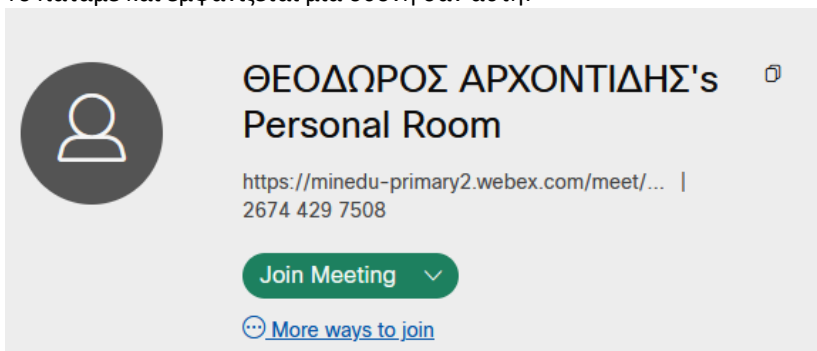 ΘΕΟΔΩΡΟΣ ΑΡΧΟΝΤΙΔΗΣ's
Personal Room
https://minedu-primary2.webex.com/meet/... |
2674 429 7508
Join Meeting
More ways to join